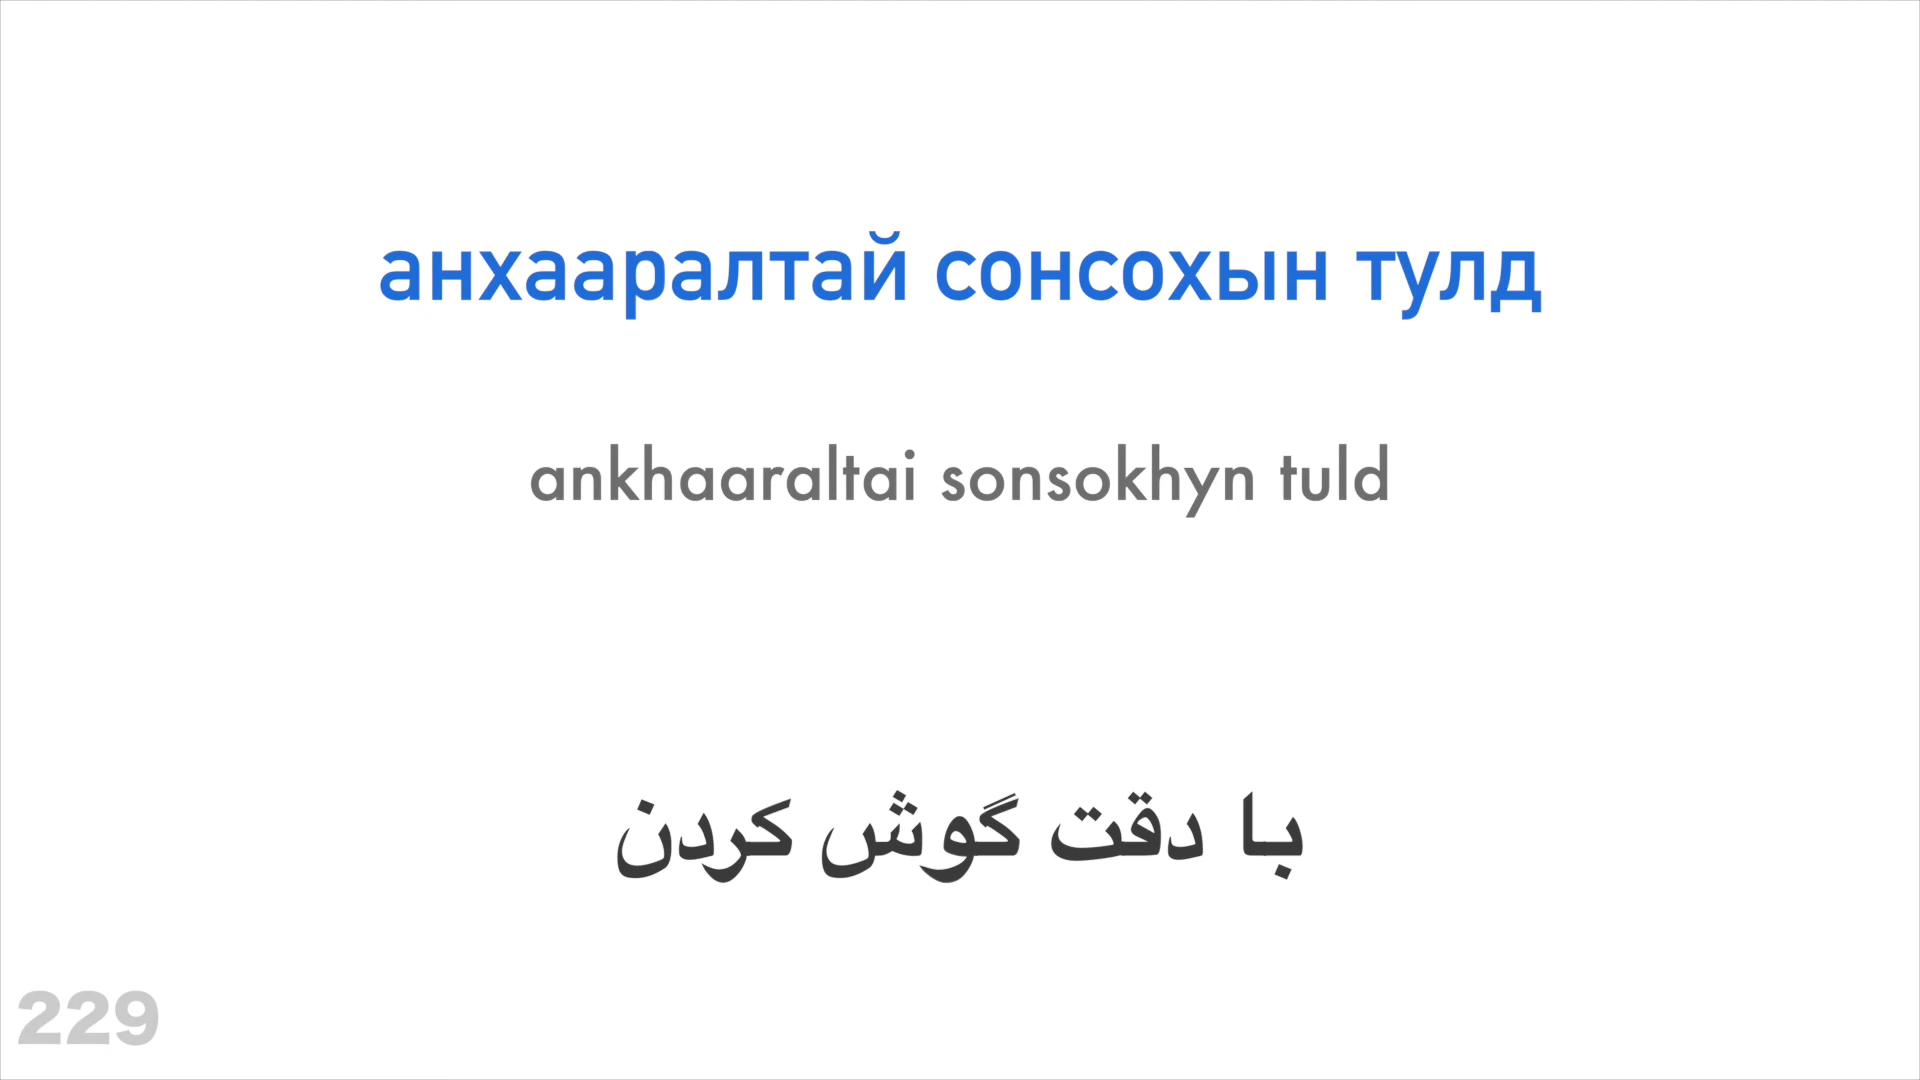 анхааралтай сонсохын тулд
ankhaaraltai sonsokhyn tuld
با دقت گوش کردن
229